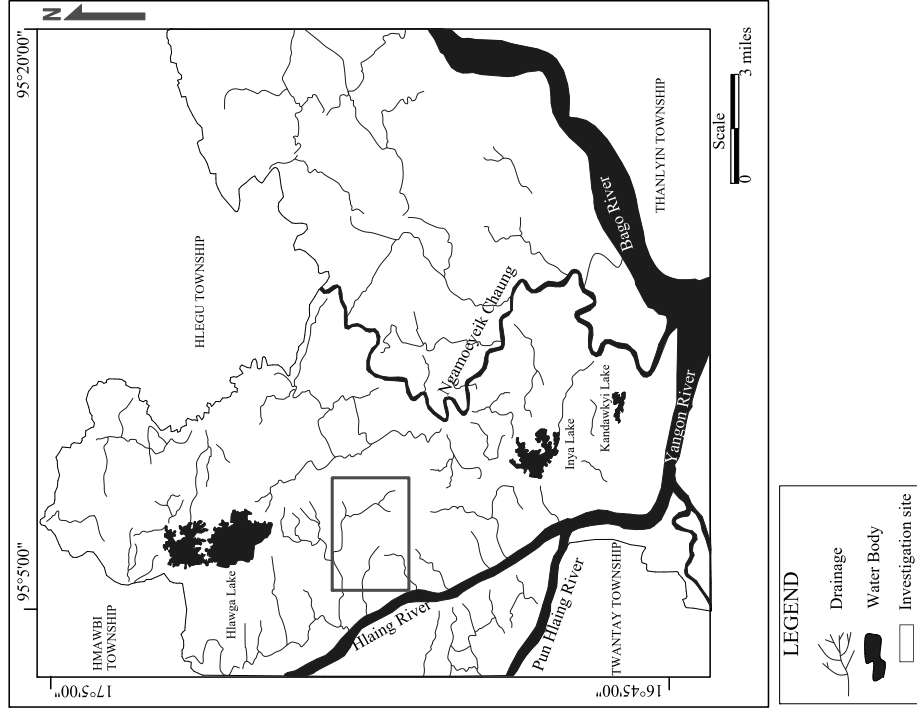 N
95°20'00"
95°5'00"
17°5'00"
16°45'00"
HMAWBI
TOWNSHIP
HLEGU TOWNSHIP
THANLYIN TOWNSHIP
TWANTAY TOWNSHIP
Hlawga Lake
Hlaing River
Pun Hlaing River
Ngamoeyeik Chaung
Inya Lake
Kandawkyi Lake
Bago River
Yangon River
Scale
0
3 miles
LEGEND
Drainage
Water Body
Investigation site